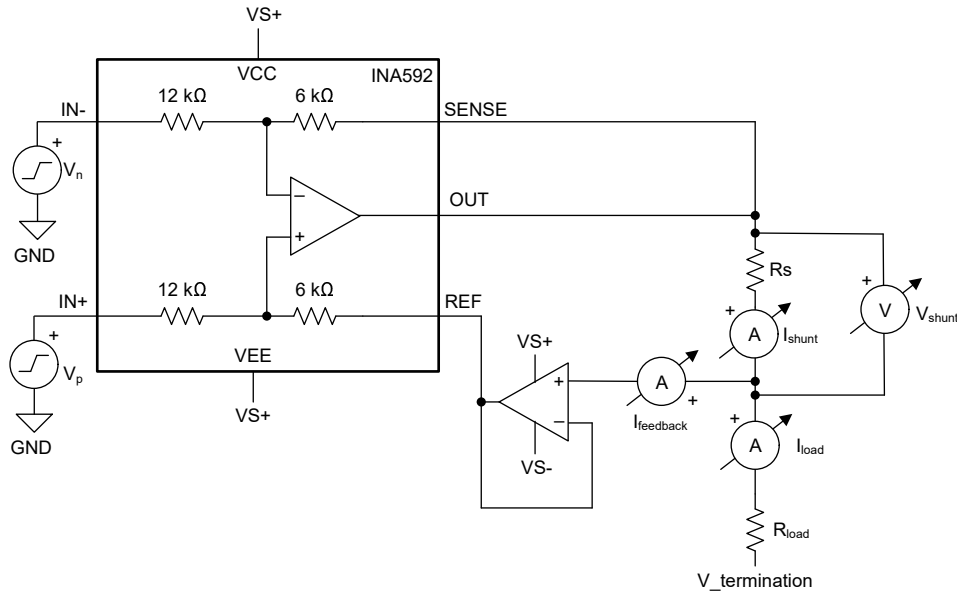 VS+
VCC
INA592
12 kΩ
6 kΩ
IN-
SENSE
+
Vn
−
OUT
GND
+
+
Rs
12 kΩ
6 kΩ
IN+
REF
+
V
Vshunt
+
A
Ishunt
+
Vp
VEE
VS+
VS+
+
A
+
Ifeedback
−
+
A
Iload
GND
VS-
Rload
V_termination